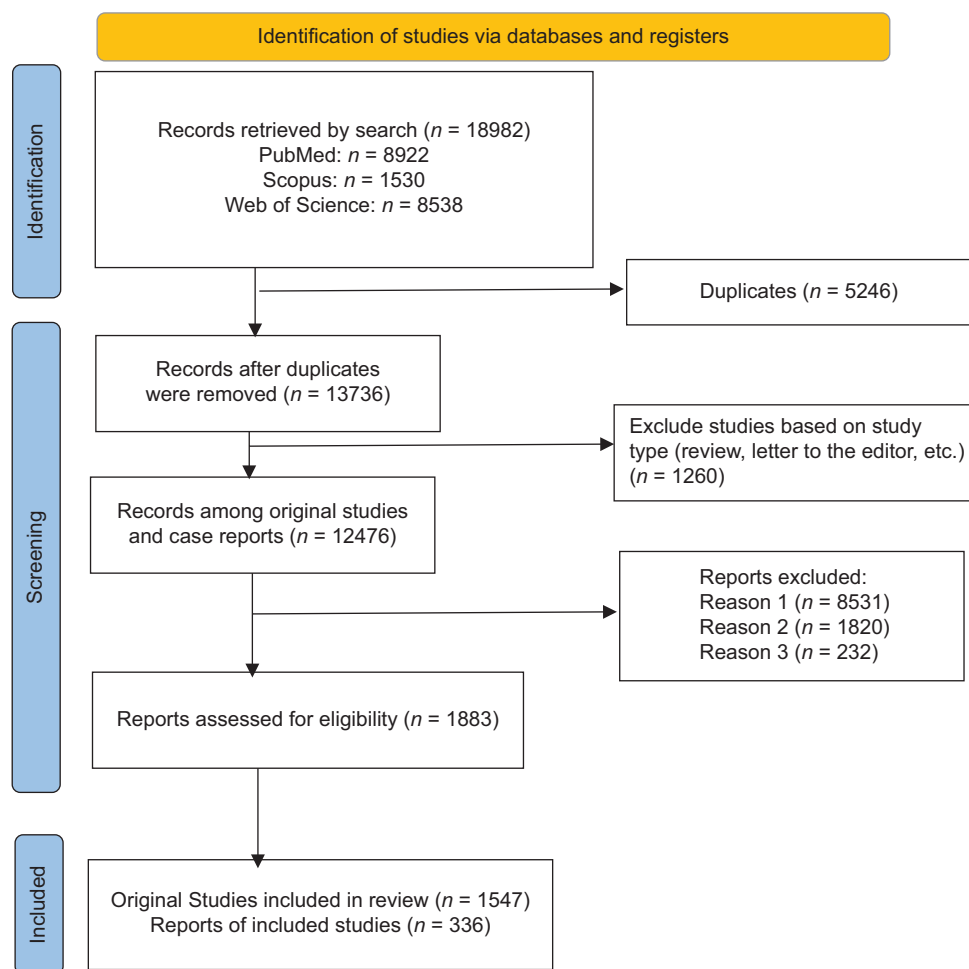 Identification of studies via databases and registers
Identification
Records retrieved by search (n = 18982)
PubMed: n = 8922
Scopus: n = 1530
Web of Science: n = 8538
Duplicates (n = 5246)
Screening
Records after duplicates
were removed (n = 13736)
Exclude studies based on study
type (review, letter to the editor, etc.)
(n = 1260)
Records among original studies
and case reports (n = 12476)
Reports excluded:
Reason 1 (n = 8531)
Reason 2 (n = 1820)
Reason 3 (n = 232)
Reports assessed for eligibility (n = 1883)
Included
Original Studies included in review (n = 1547)
Reports of included studies (n = 336)